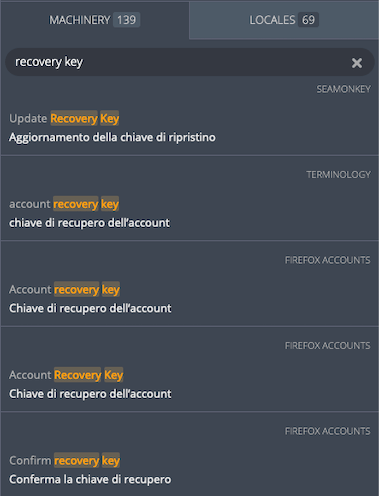 MACHINERY 139
LOCALES 69
recovery key
SEAMONKEY
Update Recovery Key
Aggiornamento della chiave di ripristino
TERMINOLOGY
account recovery key
chiave di recupero dell’account
FIREFOX ACCOUNTS
Account recovery key
Chiave di recupero dell’account
FIREFOX ACCOUNTS
Account Recovery Key
Chiave di recupero dell’account
FIREFOX ACCOUNTS
Confirm recovery key
Conferma la chiave di recupero